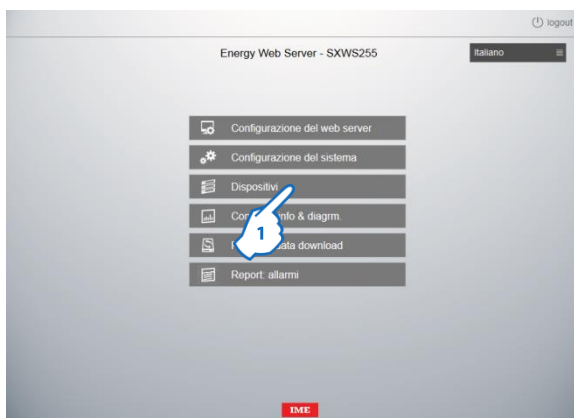 logout
Energy Web Server - SXWS255
Italiano
Configurazione del web server
Configurazione del sistema
Dispositivi
info & diagrm.
1
data download
Report: allarmi
IME